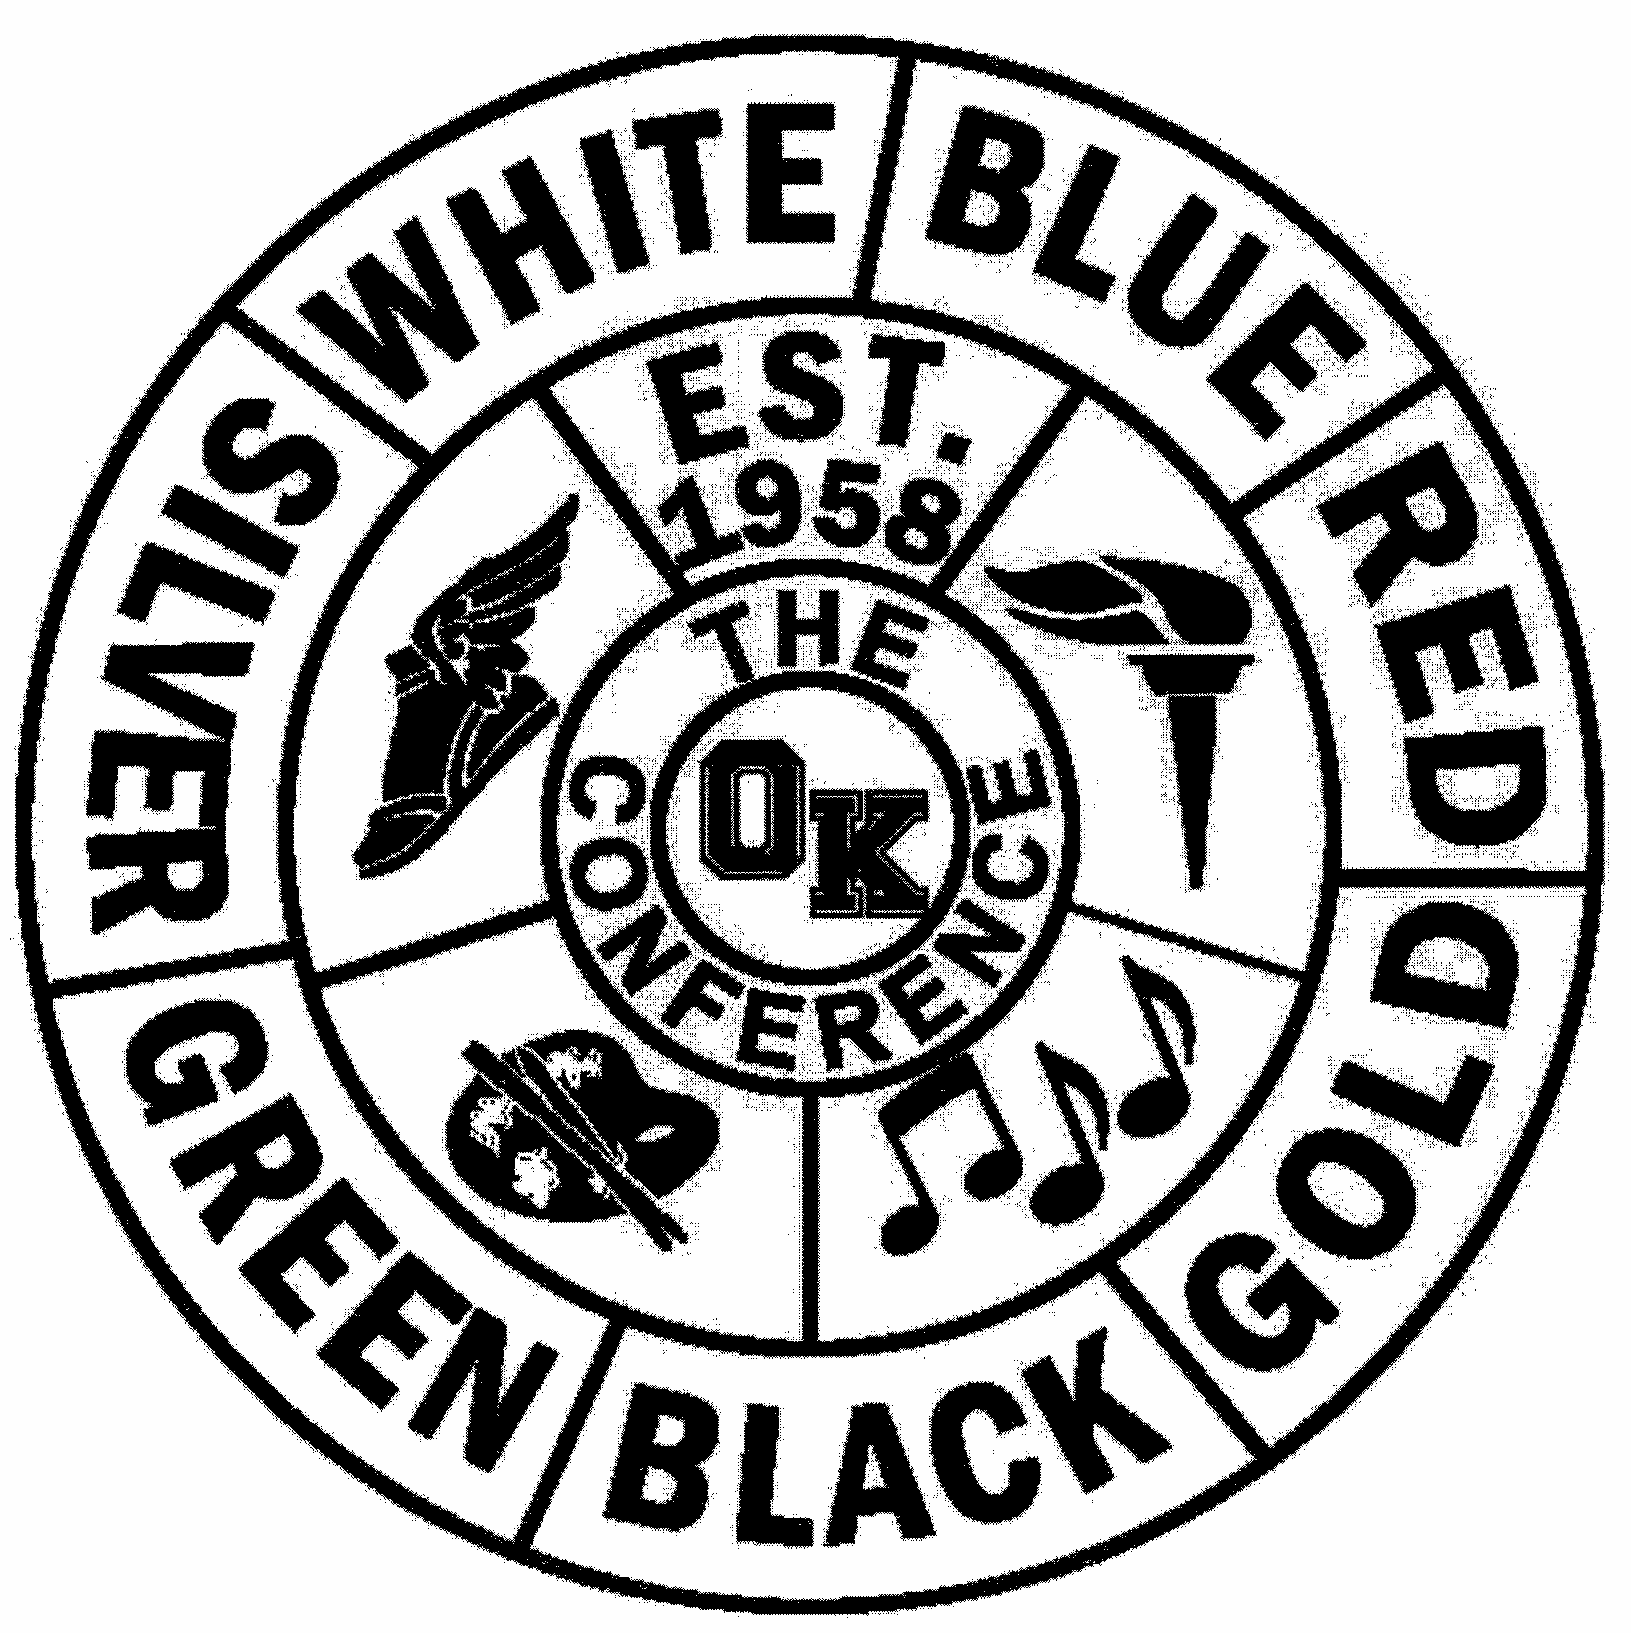 WHITE
BLUE
RED
GOLD
BLACK
GREEN
SILVER
EST.
1958
THE
CONFERENCE
OK